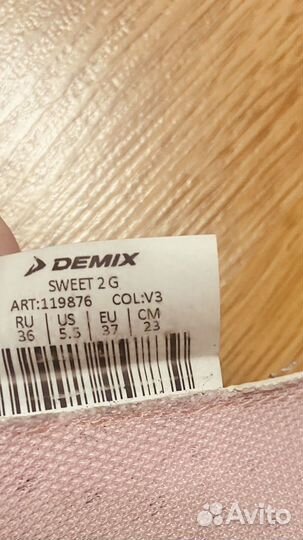 DEMIX
SWEET 2 G
ART:119876 COL:V3
RU US EU CM
36 5.5 37 23
Avito